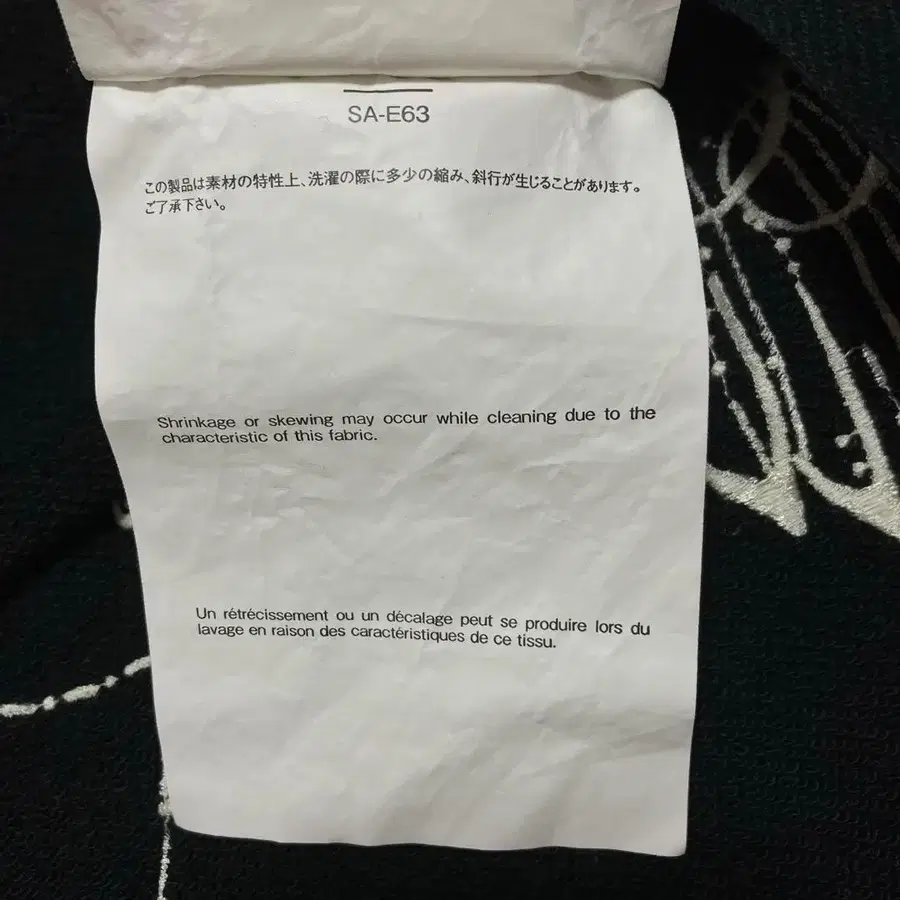 SA-E63
この製品は素材の特性上、洗濯の際に多少の縮み、斜行が生じることがあります。
ご了承下さい。
Shrinkage or skewing may occur while cleaning due to the
characteristic of this fabric.
Un rétrécissement ou un décalage peut se produire lors du
lavage en raison des caractéristiques de ce tissu.